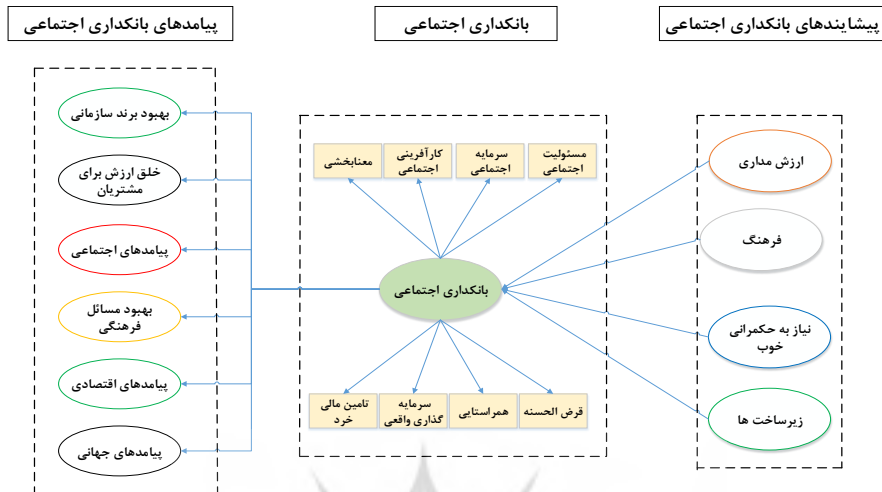 پیشایندهای بانکداری اجتماعی
بانکداری اجتماعی
پیامدهای بانکداری اجتماعی
ارزش مداری
فرهنگ
نیاز به حکمرانی
خوب
زیرساخت ها
مسئولیت
اجتماعی
سرمایه
اجتماعی
کارآفرینی
اجتماعی
معنابخشی
بانکداری اجتماعی
قرض الحسنه
همراستایی
سرمایه
گذاری واقعی
تامین مالی
خرد
بهبود برند سازمانی
خلق ارزش برای
مشتریان
پیامدهای اجتماعی
بهبود مسائل
فرهنگی
پیامدهای اقتصادی
پیامدهای جهانی